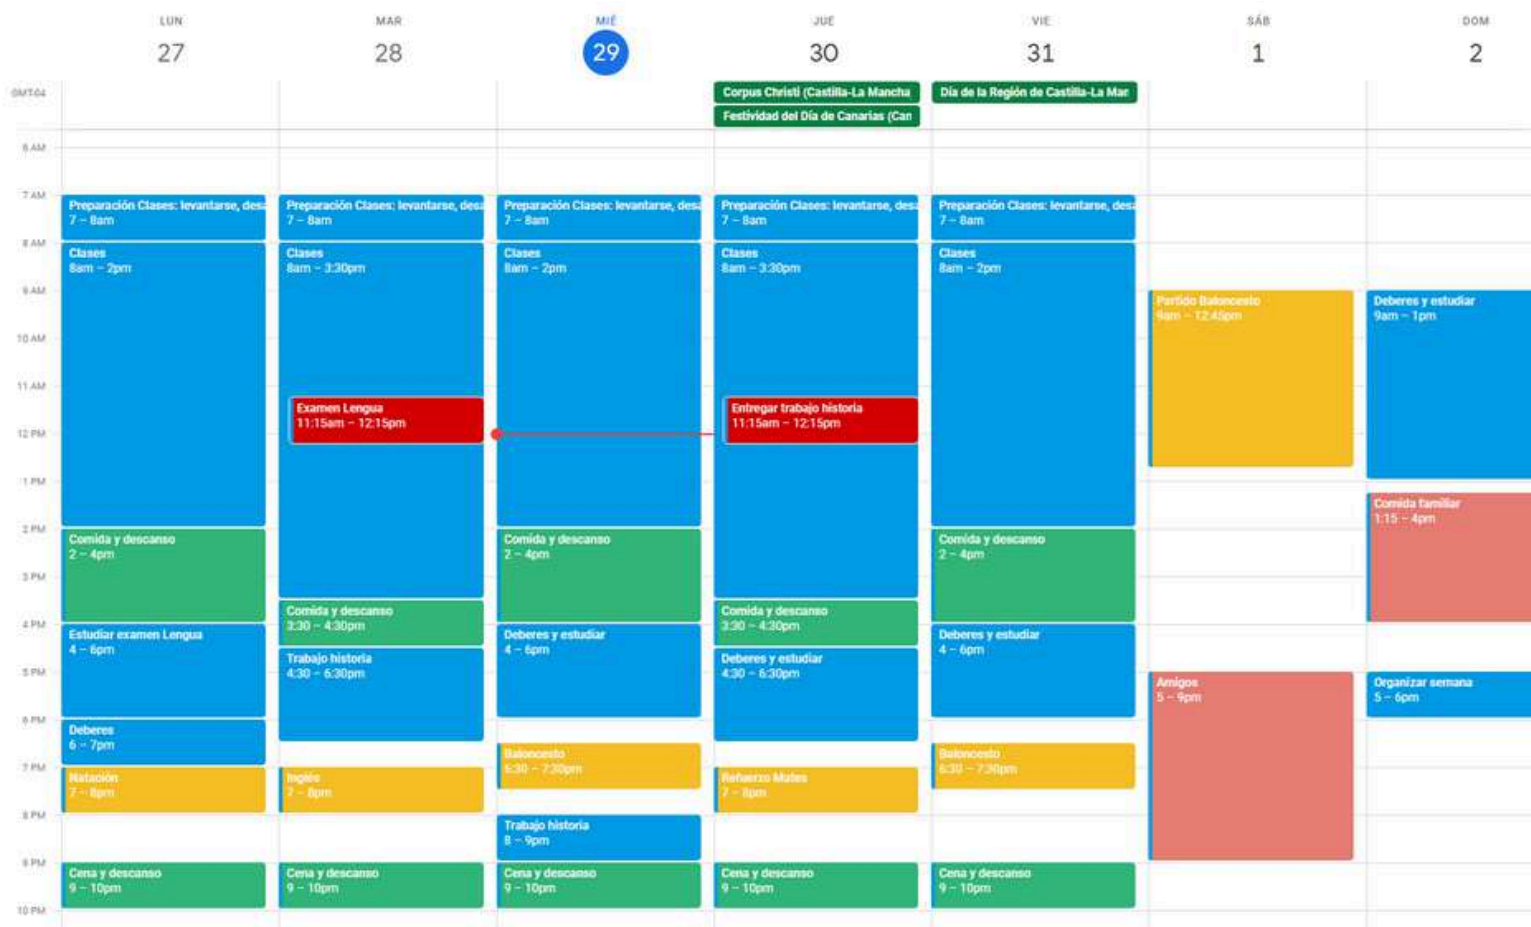 LUN
MAR
MIÉ
JUE
VIE
SÁB
DOM
27
28
29
30
31
1
2
GMT-04
Corpus Christi (Castilla-La Mancha
Festividad del Día de Canarias (Can
Día de la Región de Castilla-La Man
6 AM
7 AM
8 AM
9 AM
10 AM
11 AM
12 PM
1 PM
2 PM
3 PM
4 PM
5 PM
6 PM
7 PM
8 PM
9 PM
10 PM
Preparación Clases: levantarse, desa
7 – 8am
Clases
8am – 2pm
Comida y descanso
2 – 4pm
Estudiar examen Lengua
4 – 6pm
Deberes
6 – 7pm
Natación
7 – 8pm
Cena y descanso
9 – 10pm
Preparación Clases: levantarse, desa
7 – 8am
Clases
8am – 3:30pm
Examen Lengua
11:15am – 12:15pm
Comida y descanso
3:30 – 4:30pm
Trabajo historia
4:30 – 6:30pm
Inglés
7 – 8pm
Cena y descanso
9 – 10pm
Preparación Clases: levantarse, desa
7 – 8am
Clases
8am – 2pm
Comida y descanso
2 – 4pm
Deberes y estudiar
4 – 6pm
Baloncesto
6:30 – 7:30pm
Trabajo historia
8 – 9pm
Cena y descanso
9 – 10pm
Preparación Clases: levantarse, desa
7 – 8am
Clases
8am – 3:30pm
Entregar trabajo historia
11:15am – 12:15pm
Comida y descanso
3:30 – 4:30pm
Deberes y estudiar
4:30 – 6:30pm
Refuerzo Mates
7 – 8pm
Cena y descanso
9 – 10pm
Preparación Clases: levantarse, desa
7 – 8am
Clases
8am – 2pm
Comida y descanso
2 – 4pm
Deberes y estudiar
4 – 6pm
Baloncesto
6:30 – 7:30pm
Cena y descanso
9 – 10pm
Partido Baloncesto
9am – 12:45pm
Amigos
5 – 9pm
Deberes y estudiar
9am – 1pm
Comida familiar
1:15 – 4pm
Organizar semana
5 – 6pm